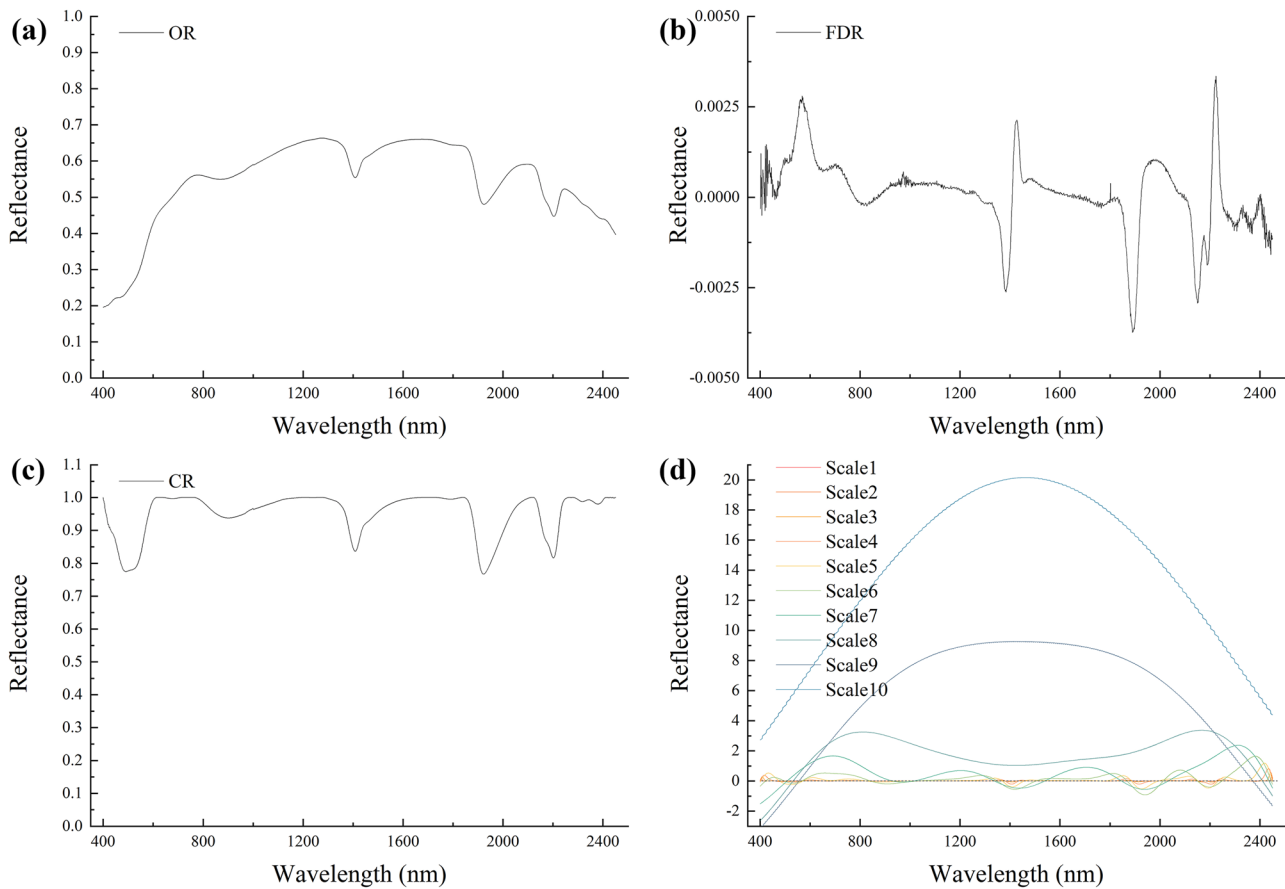 (a)
OR
1.0
0.9
0.8
0.7
0.6
0.5
0.4
0.3
0.2
0.1
0.0
Reflectance
400
800
1200
1600
2000
2400
Wavelength (nm)
(b)
FDR
0.0050
0.0025
0.0000
-0.0025
-0.0050
Reflectance
400
800
1200
1600
2000
2400
Wavelength (nm)
(c)
CR
1.1
1.0
0.9
0.8
0.7
0.6
0.5
0.4
0.3
0.2
0.1
0.0
Reflectance
400
800
1200
1600
2000
2400
Wavelength (nm)
(d)
Scale1
Scale2
Scale3
Scale4
Scale5
Scale6
Scale7
Scale8
Scale9
Scale10
20
18
16
14
12
10
8
6
4
2
0
-2
Reflectance
400
800
1200
1600
2000
2400
Wavelength (nm)